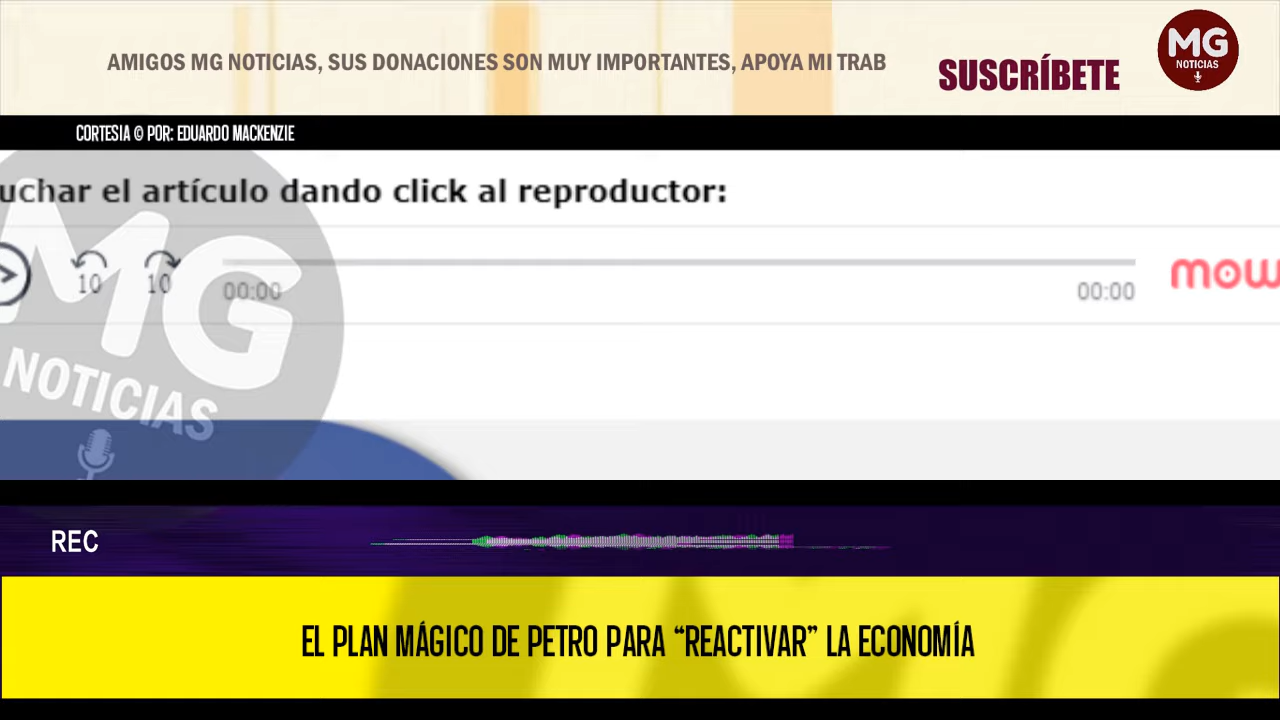 AMIGOS MG NOTICIAS, SUS DONACIONES SON MUY IMPORTANTES, APOYA MI TRAB
SUSCRÍBETE
MG
NOTICIAS
CORTESIA © POR: EDUARDO MACKENZIE
uchar el artículo dando click al reproductor:
10
10
00:00
00:00
mow
MG
NOTICIAS
REC
EL PLAN MÁGICO DE PETRO PARA “REACTIVAR” LA ECONOMÍA